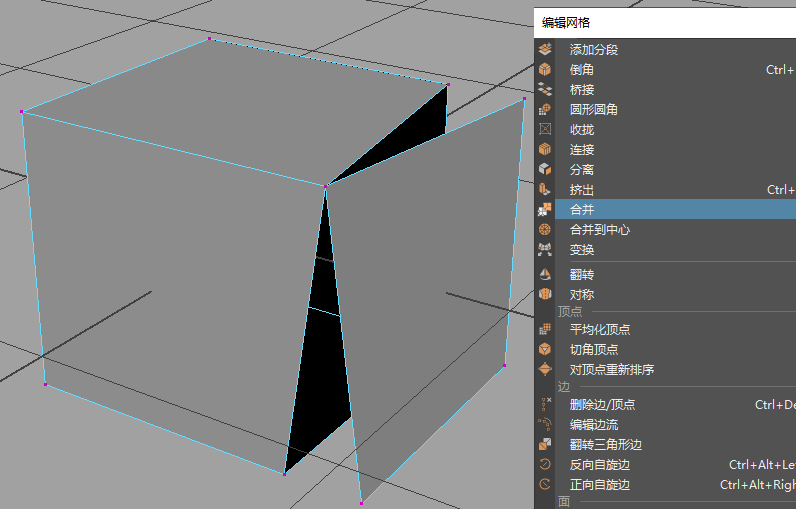 编辑网格
添加分段
倒角 Ctrl+
桥接
圆形圆角
收拢
连接
分离
挤出 Ctrl+
合并
合并到中心
变换
翻转
对称
顶点
平均化顶点
切角顶点
对顶点重新排序
边
删除边/顶点 Ctrl+De
编辑边流
翻转三角形边
反向自旋边 Ctrl+Alt+Le
正向自旋边 Ctrl+Alt+Righ
面